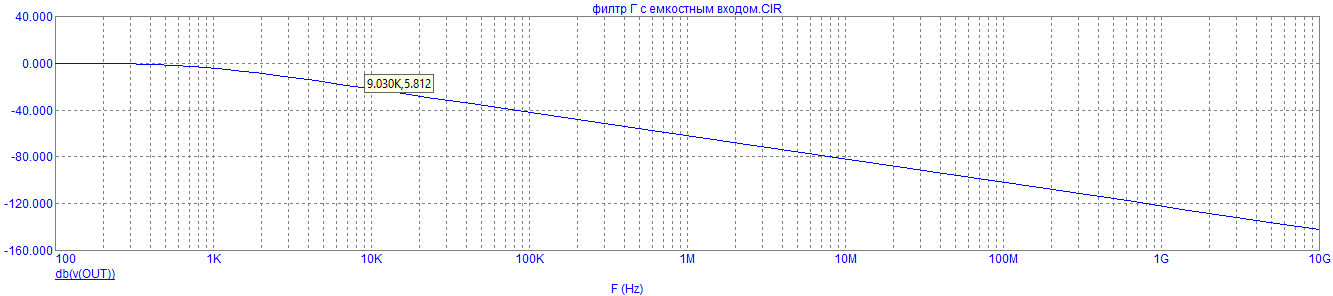 филтр Г с емкостным входом.CIR
40.000
0.000
9.030K,5.812
-40.000
-80.000
-120.000
-160.000
100 1K 10K 100K 1M 10M 100M 1G 10G
db(v(OUT))
F (Hz)